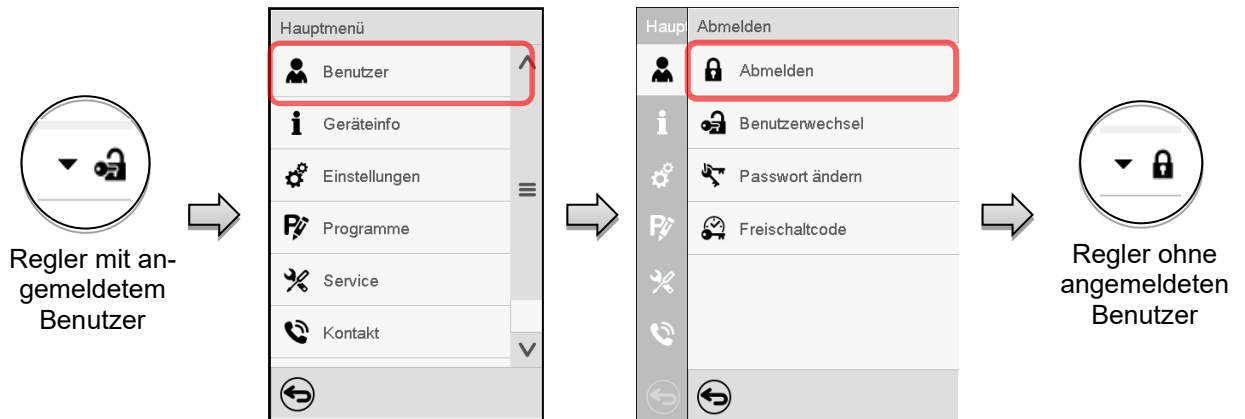 Regler mit an-
gemeldetem
Benutzer
Hauptmenü
Benutzer
Geräteinfo
Einstellungen
Programme
Service
Kontakt
Haup
Abmelden
Abmelden
Benutzerwechsel
Passwort ändern
Freischaltcode
Regler ohne
angemeldeten
Benutzer